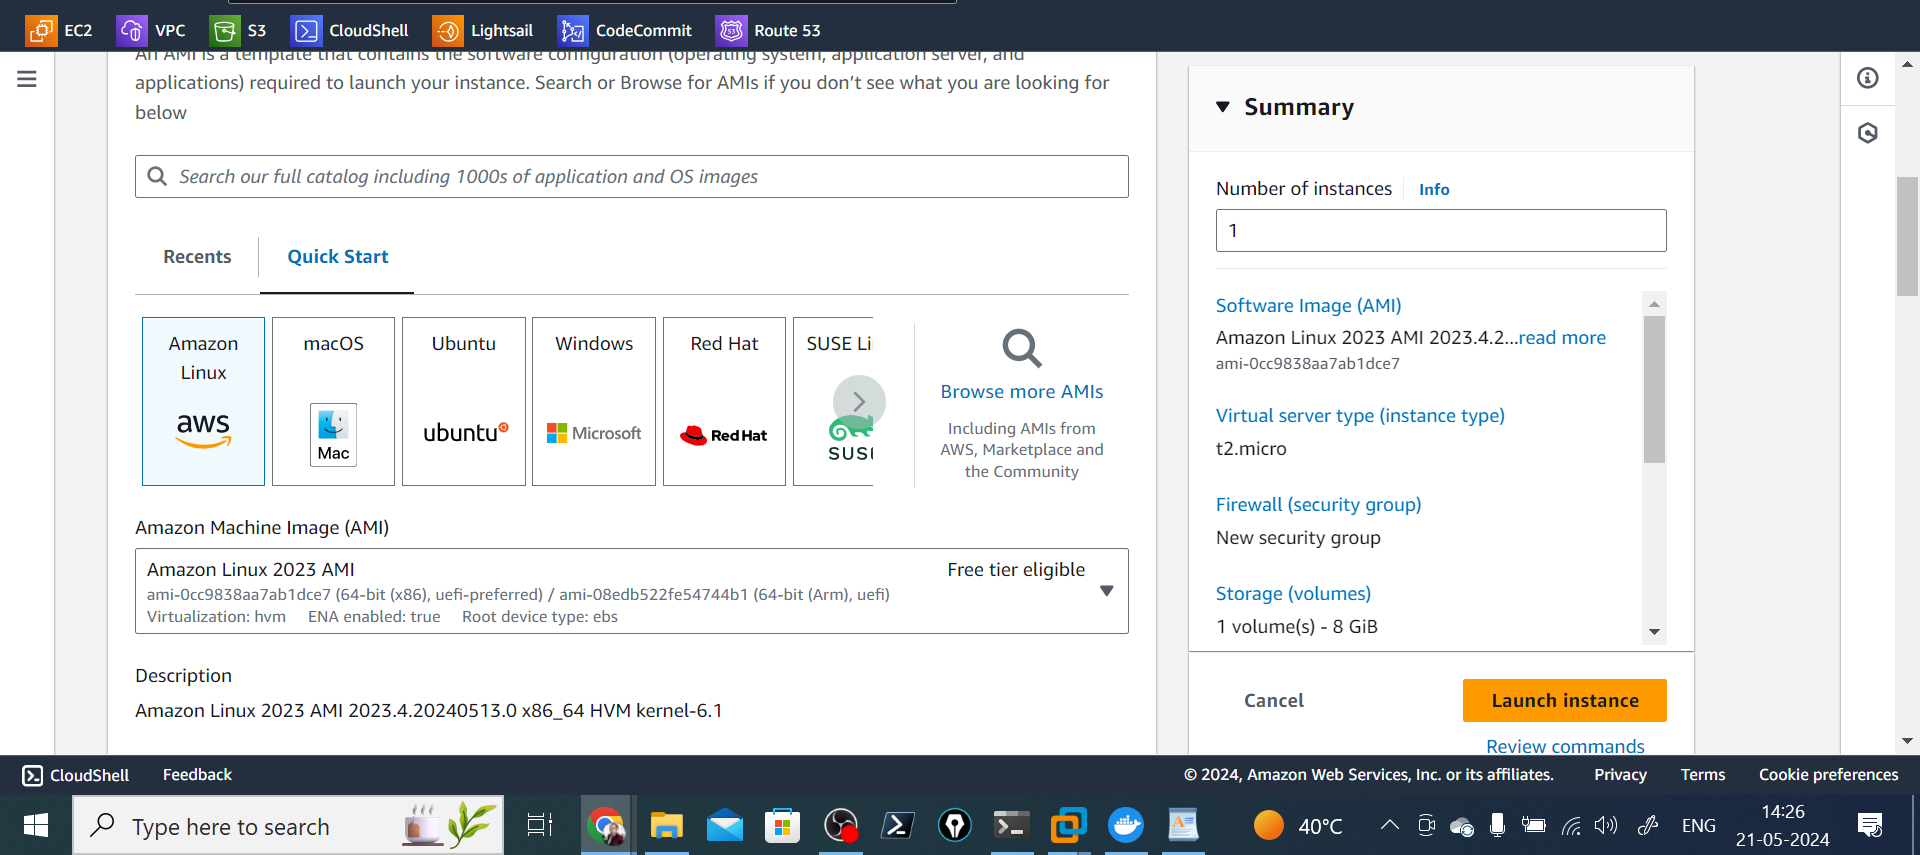 EC2 VPC S3 CloudShell Lightsail CodeCommit Route 53
An AMI is a template that contains the software configuration (operating system, application server, and
applications) required to launch your instance. Search or Browse for AMIs if you don’t see what you are looking for
below
Search our full catalog including 1000s of application and OS images
Recents Quick Start
Amazon
Linux
aws
macOS
Mac
Ubuntu
ubuntu
Windows
Microsoft
Red Hat
Red Hat
SUSE Li
SUS
Browse more AMIs
Including AMIs from
AWS, Marketplace and
the Community
Amazon Machine Image (AMI)
Amazon Linux 2023 AMI Free tier eligible
ami-0cc9838aa7ab1dce7 (64-bit (x86), uefi-preferred) / ami-08edb522fe54744b1 (64-bit (Arm), uefi)
Virtualization: hvm ENA enabled: true Root device type: ebs
Description
Amazon Linux 2023 AMI 2023.4.20240513.0 x86_64 HVM kernel-6.1
Summary
Number of instances Info
1
Software Image (AMI)
Amazon Linux 2023 AMI 2023.4.2...read more
ami-0cc9838aa7ab1dce7
Virtual server type (instance type)
t2.micro
Firewall (security group)
New security group
Storage (volumes)
1 volume(s) - 8 GiB
Cancel Launch instance
Review commands
CloudShell Feedback © 2024, Amazon Web Services, Inc. or its affiliates. Privacy Terms Cookie preferences
Type here to search 40°C ENG 14:26
21-05-2024